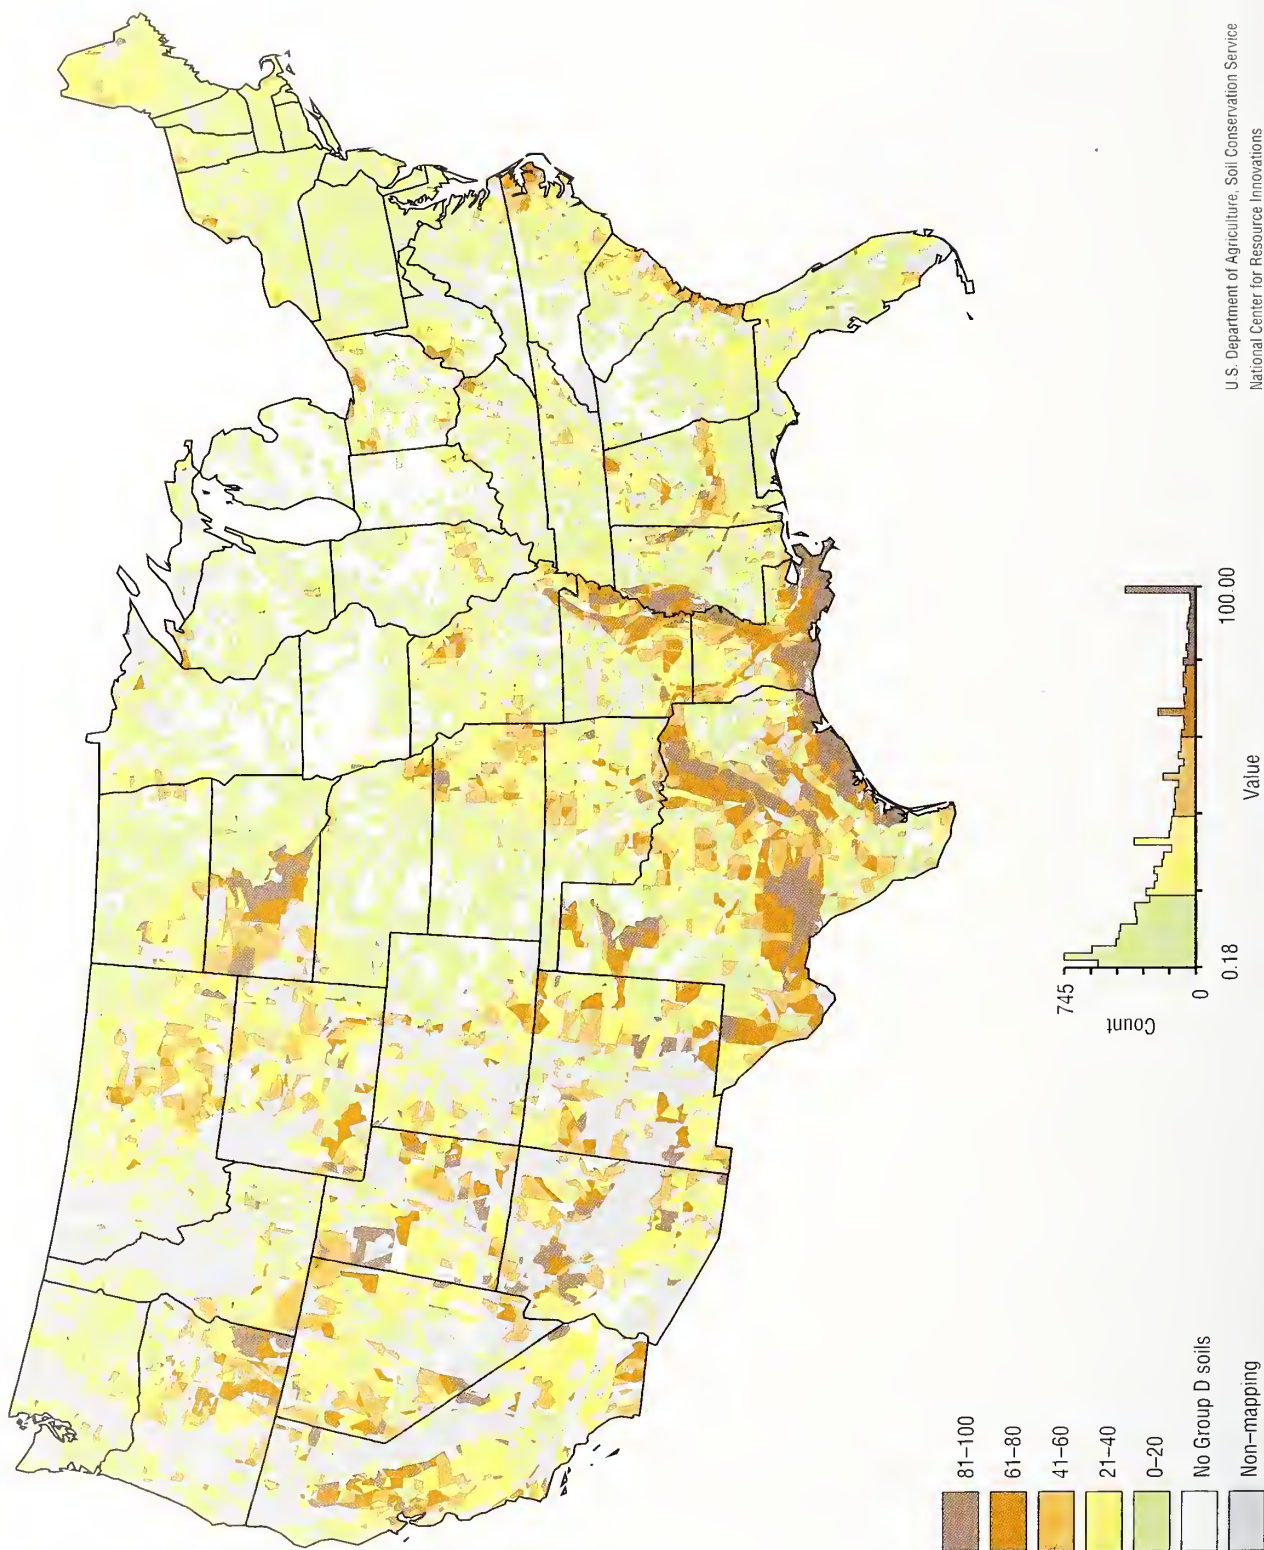 81–100
61–80
41–60
21–40
0–20
No Group D soils
Non–mapping
745
Count
0
0.18
Value
100.00
U.S. Department of Agriculture, Soil Conservation Service
National Center for Resource Innovations